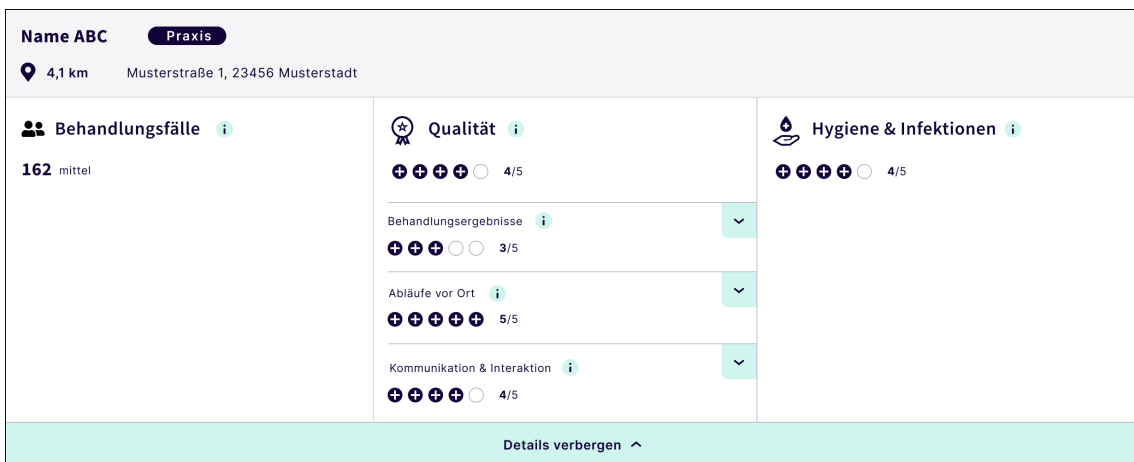 Name ABC Praxis
4,1 km Musterstraße 1, 23456 Musterstadt
Behandlungsfälle i
162 mittel
Qualität i
4/5
Behandlungsergebnisse i
3/5
Abläufe vor Ort i
5/5
Kommunikation & Interaktion i
4/5
Hygiene & Infektionen i
4/5
Details verbergen